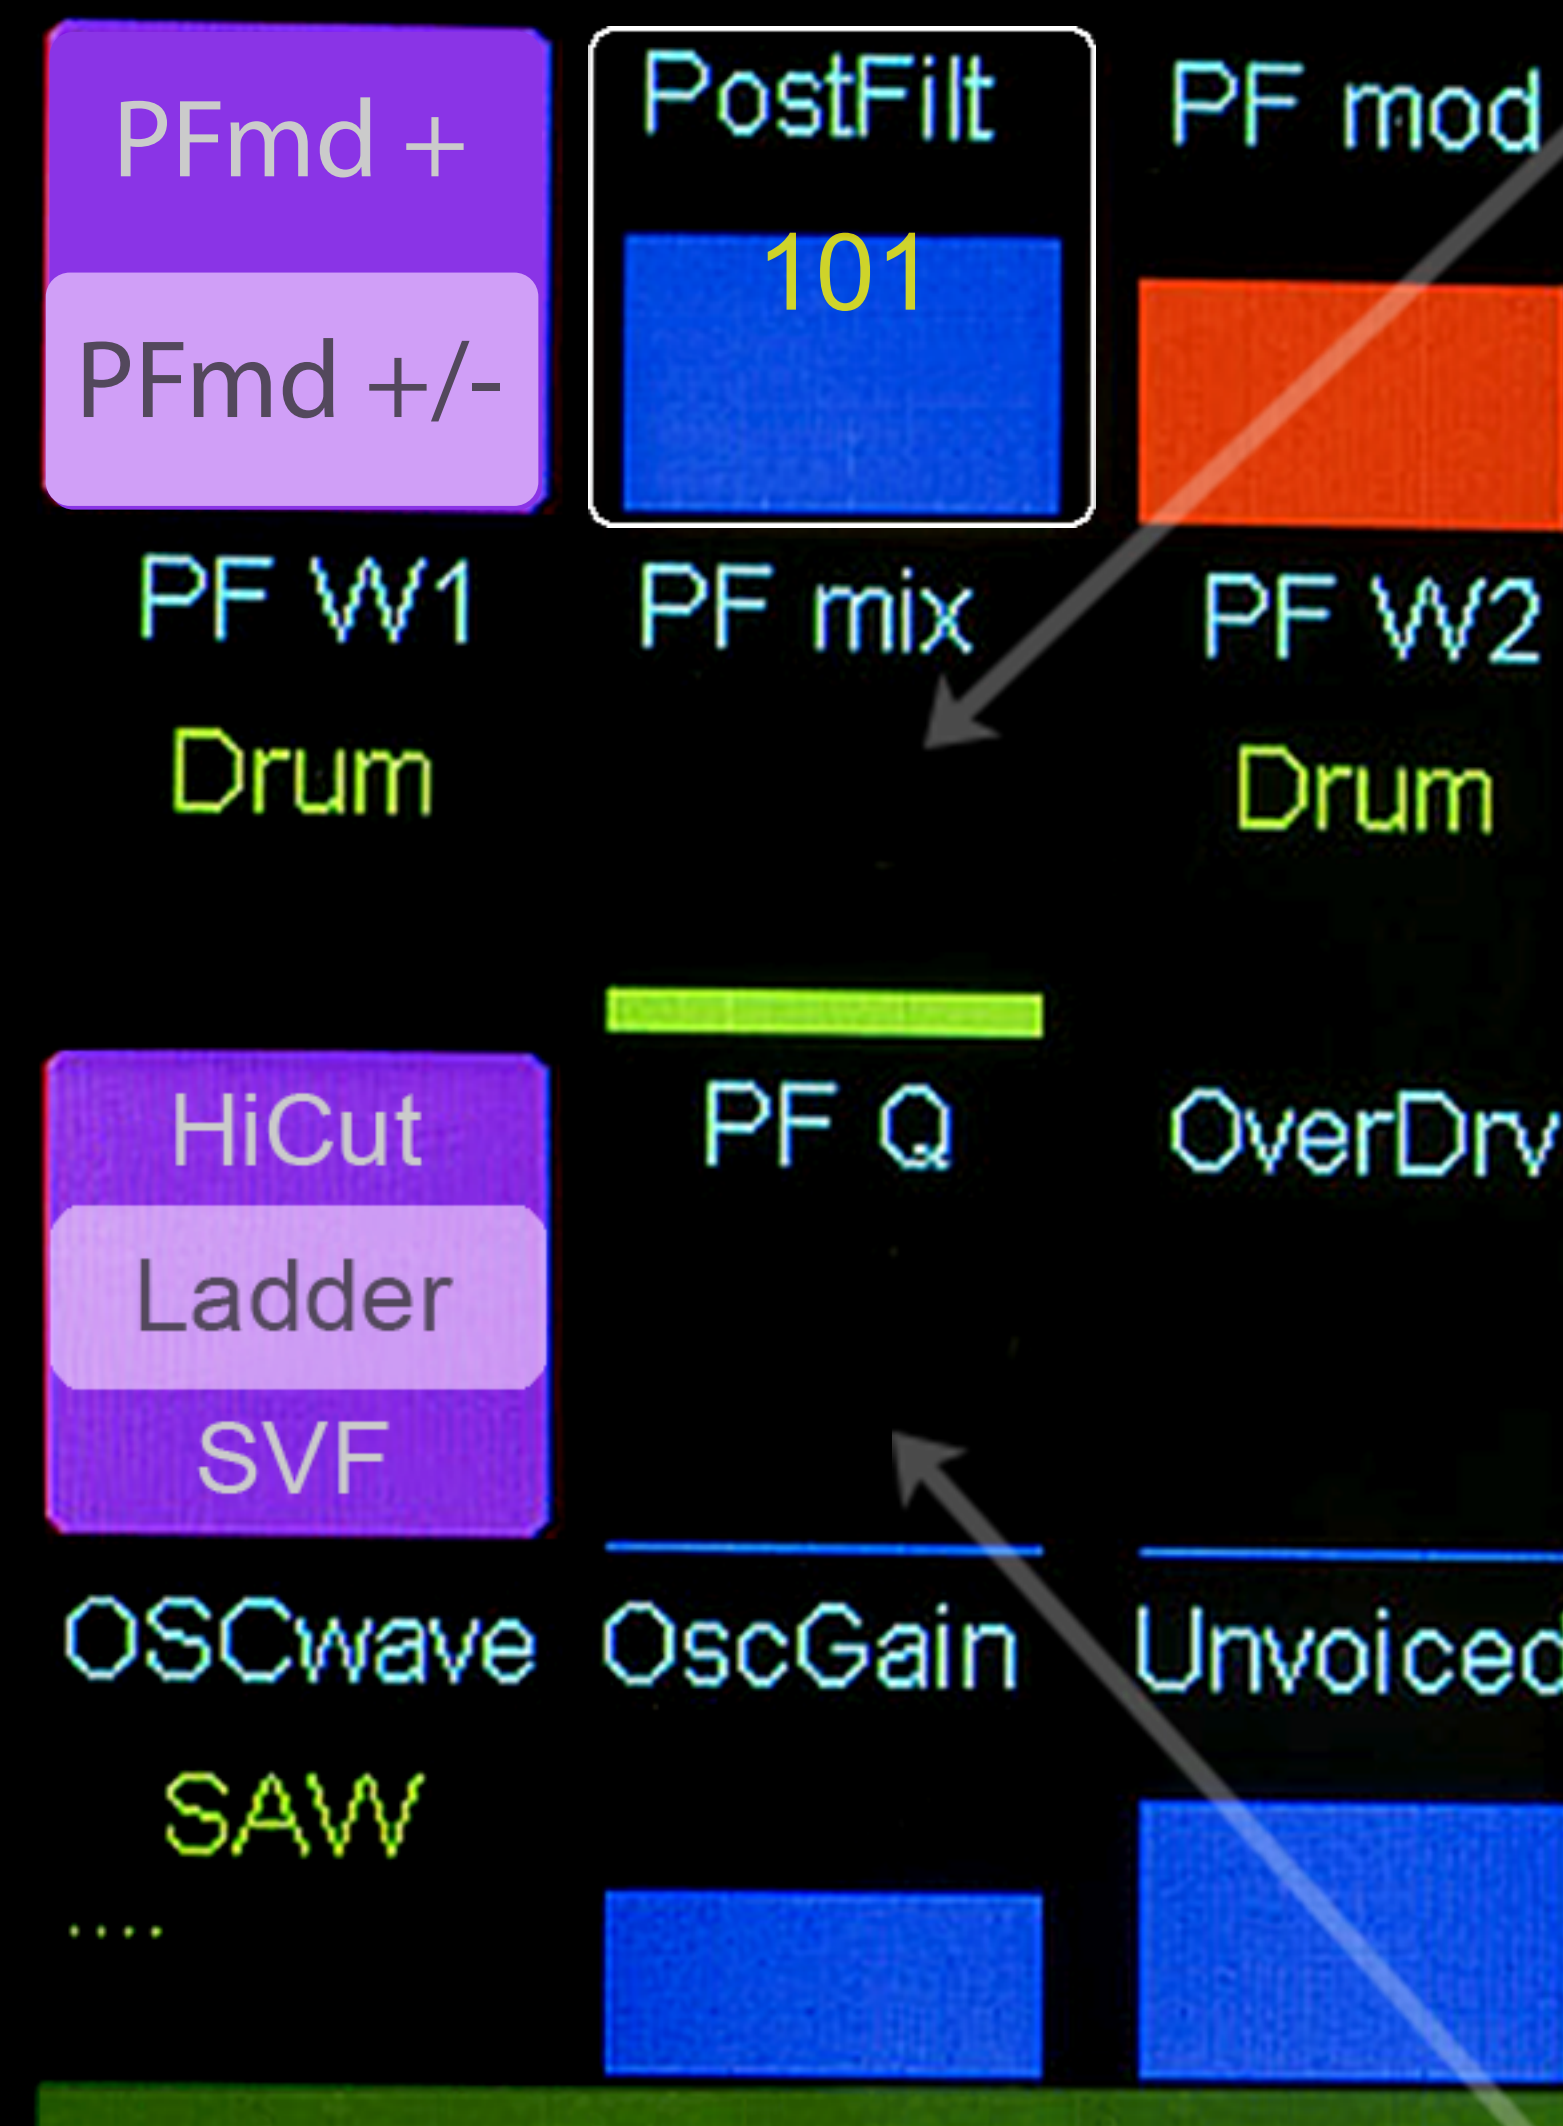 PFmd +
PostFilt
PF mod
101
PFmd +/-
PF W1
PF mix
PF W2
Drum
Drum
HiCut
PF Q
OverDrv
Ladder
SVF
OSCwave
OscGain
Unvoiced
SAW
....